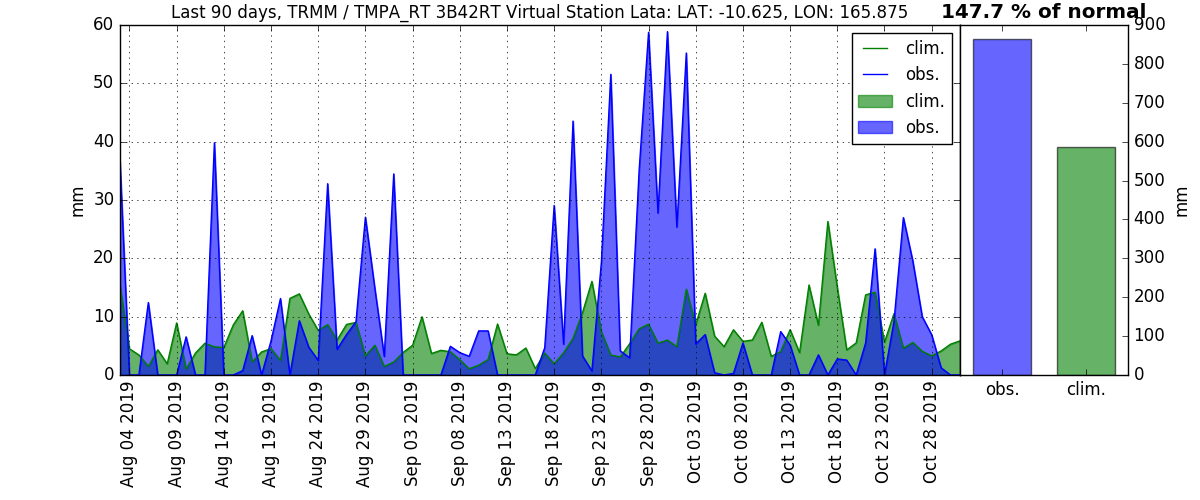 Last 90 days, TRMM / TMPA_RT 3B42RT Virtual Station Lata: LAT: -10.625, LON: 165.875
147.7 % of normal
60
50
40
30
20
10
0
mm
clim.
obs.
clim.
obs.
900
800
700
600
500
400
300
200
100
0
mm
Aug 04 2019
Aug 09 2019
Aug 14 2019
Aug 19 2019
Aug 24 2019
Aug 29 2019
Sep 03 2019
Sep 08 2019
Sep 13 2019
Sep 18 2019
Sep 23 2019
Sep 28 2019
Oct 03 2019
Oct 08 2019
Oct 13 2019
Oct 18 2019
Oct 23 2019
Oct 28 2019
obs.
clim.